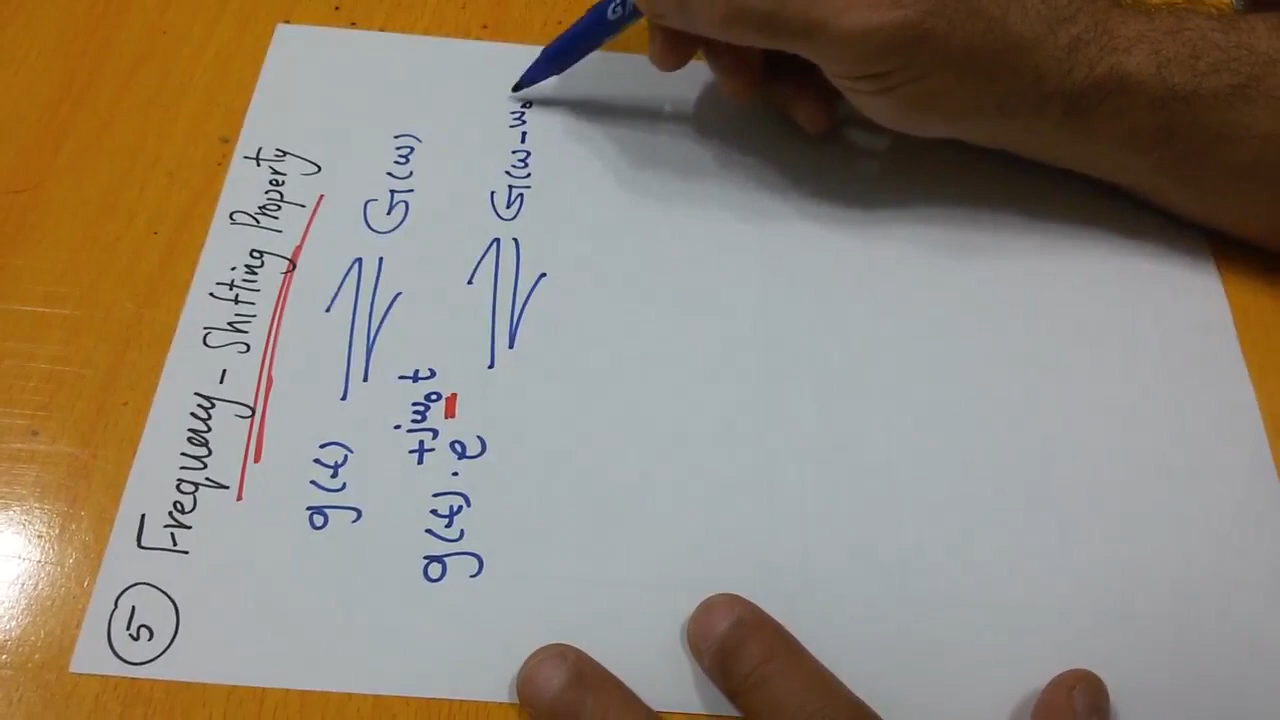 5 Frequency-Shifting Property
g(t) ⇌ G(ω)
g(t) · e^{+jω₀t} ⇌ G(ω-ω₀